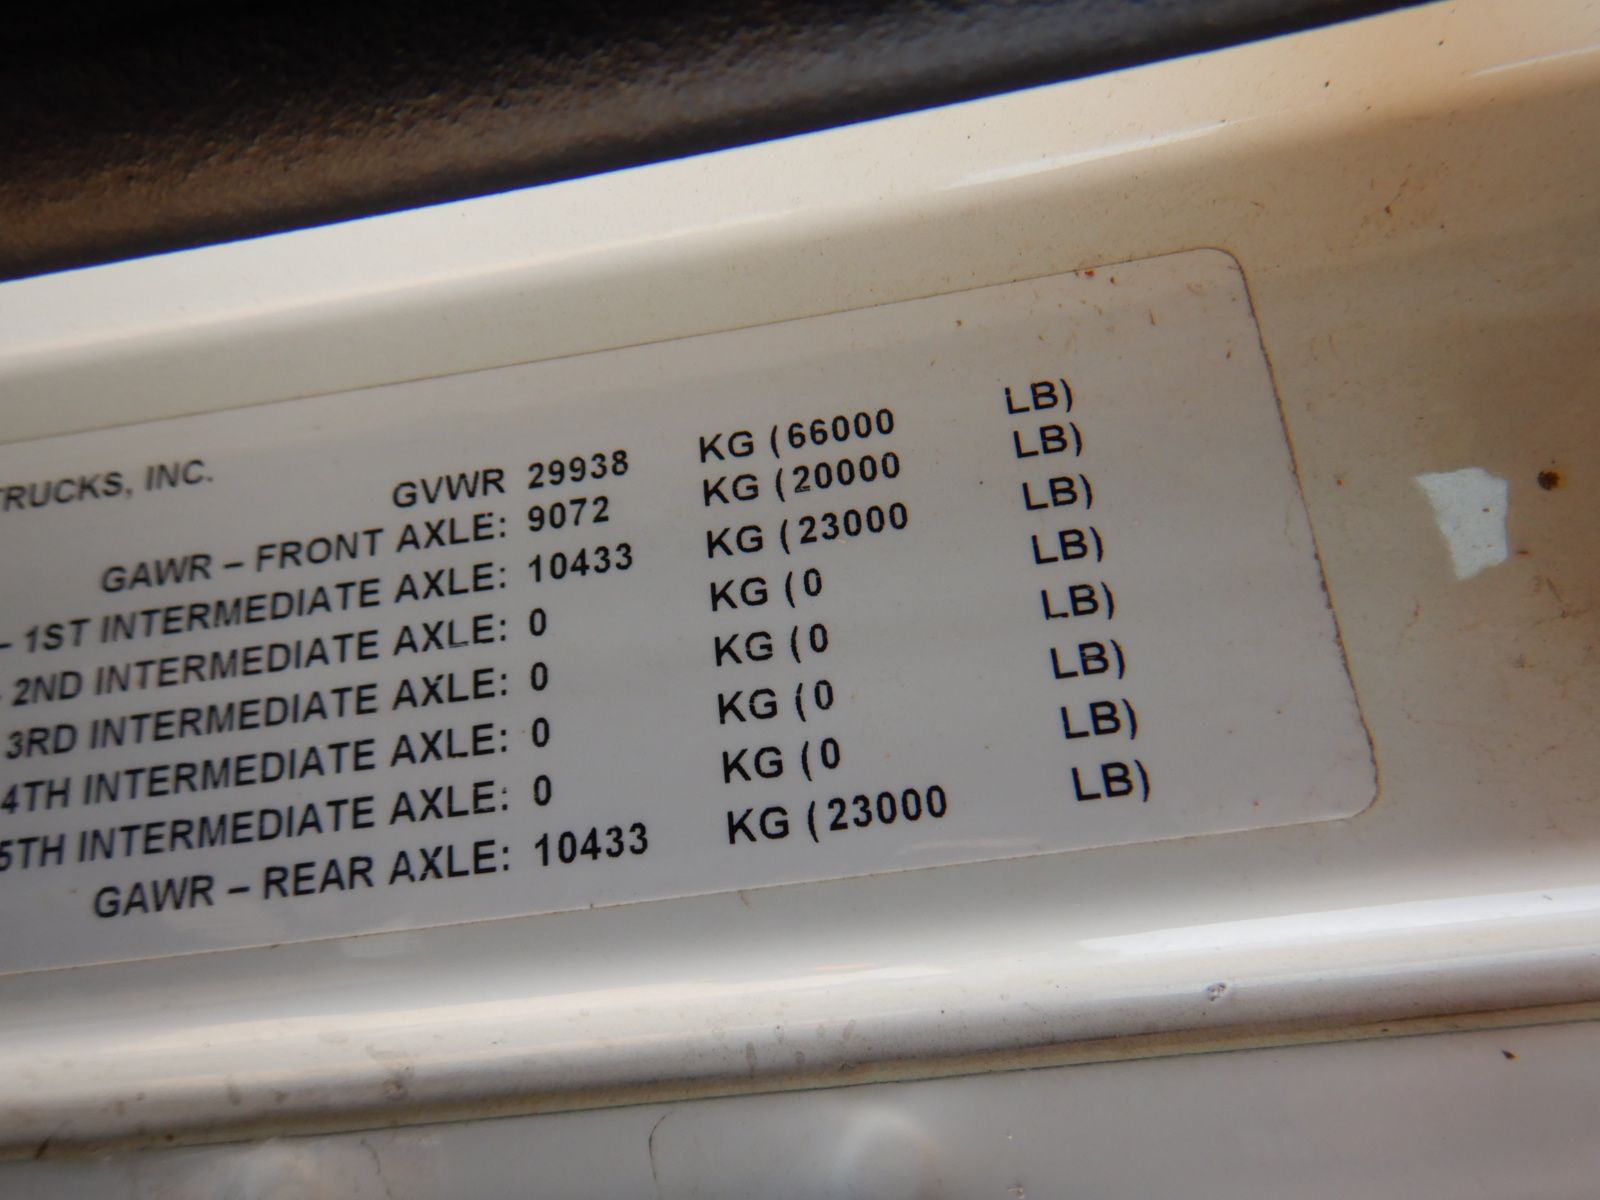 TRUCKS, INC.
GVWR 29938 KG (66000 LB)
GAWR – FRONT AXLE: 9072 KG (20000 LB)
– 1ST INTERMEDIATE AXLE: 10433 KG (23000 LB)
- 2ND INTERMEDIATE AXLE: 0 KG (0 LB)
3RD INTERMEDIATE AXLE: 0 KG (0 LB)
4TH INTERMEDIATE AXLE: 0 KG (0 LB)
5TH INTERMEDIATE AXLE: 0 KG (0 LB)
GAWR – REAR AXLE: 10433 KG (23000 LB)